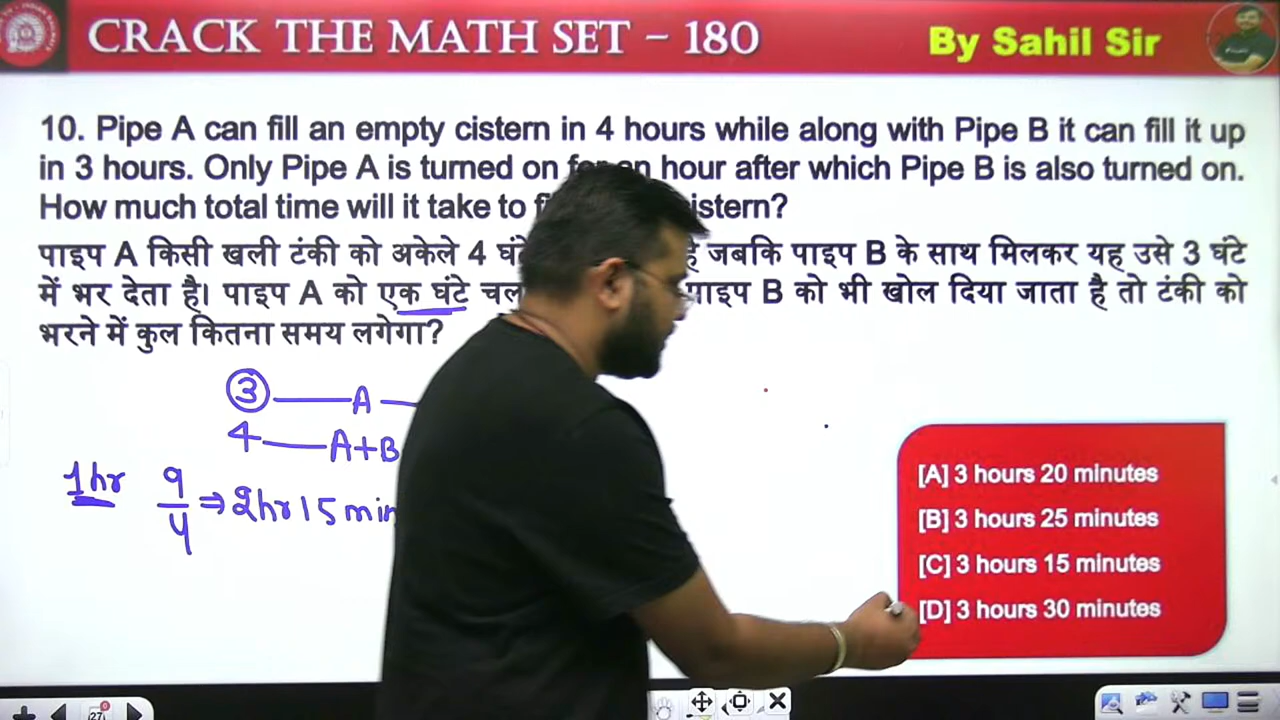 CRACK THE MATH SET – 180
By Sahil Sir
10. Pipe A can fill an empty cistern in 4 hours while along with Pipe B it can fill it up
in 3 hours. Only Pipe A is turned on for an hour after which Pipe B is also turned on.
How much total time will it take to istern?
पाइप A किसी खली टंकी को अकेले 4 घंटे है जबकि पाइप B के साथ मिलकर यह उसे 3 घंटे
में भर देता है। पाइप A को एक घंटे पाइप B को भी खोल दिया जाता है तो टंकी को
भरने में कुल कितना समय लगेगा?
3 — A —
4 — A+B
1hr 9/4 ⇒ 2hr 15 min
[A] 3 hours 20 minutes
[B] 3 hours 25 minutes
[C] 3 hours 15 minutes
[D] 3 hours 30 minutes
27